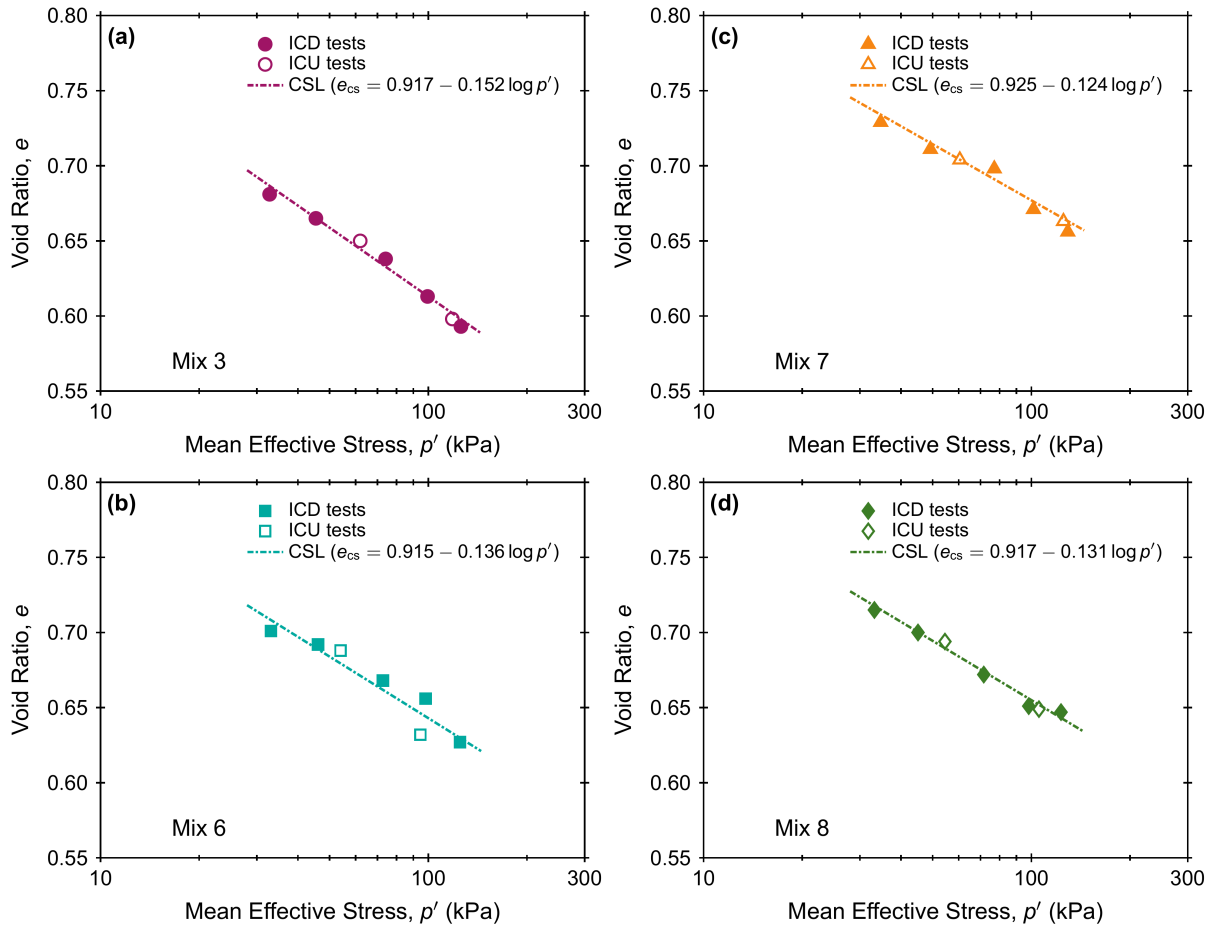 (a)
ICD tests
ICU tests
CSL (e_cs = 0.917 − 0.152 log p′)
0.80
0.75
0.70
0.65
0.60
0.55
Void Ratio, e
Mix 3
10
100
300
Mean Effective Stress, p′ (kPa)
(c)
ICD tests
ICU tests
CSL (e_cs = 0.925 − 0.124 log p′)
0.80
0.75
0.70
0.65
0.60
0.55
Void Ratio, e
Mix 7
10
100
300
Mean Effective Stress, p′ (kPa)
(b)
ICD tests
ICU tests
CSL (e_cs = 0.915 − 0.136 log p′)
0.80
0.75
0.70
0.65
0.60
0.55
Void Ratio, e
Mix 6
10
100
300
Mean Effective Stress, p′ (kPa)
(d)
ICD tests
ICU tests
CSL (e_cs = 0.917 − 0.131 log p′)
0.80
0.75
0.70
0.65
0.60
0.55
Void Ratio, e
Mix 8
10
100
300
Mean Effective Stress, p′ (kPa)